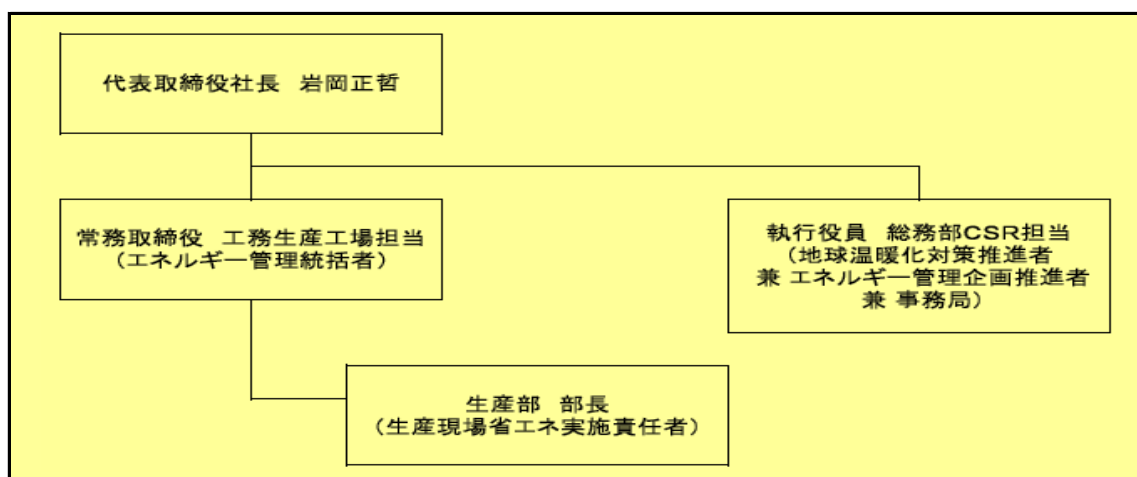 代表取締役社長 岩岡正哲
常務取締役 工務生産工場担当
（エネルギー管理統括者）
執行役員 総務部CSR担当
（地球温暖化対策推進者
兼 エネルギー管理企画推進者
兼 事務局）
生産部 部長
（生産現場省エネ実施責任者）